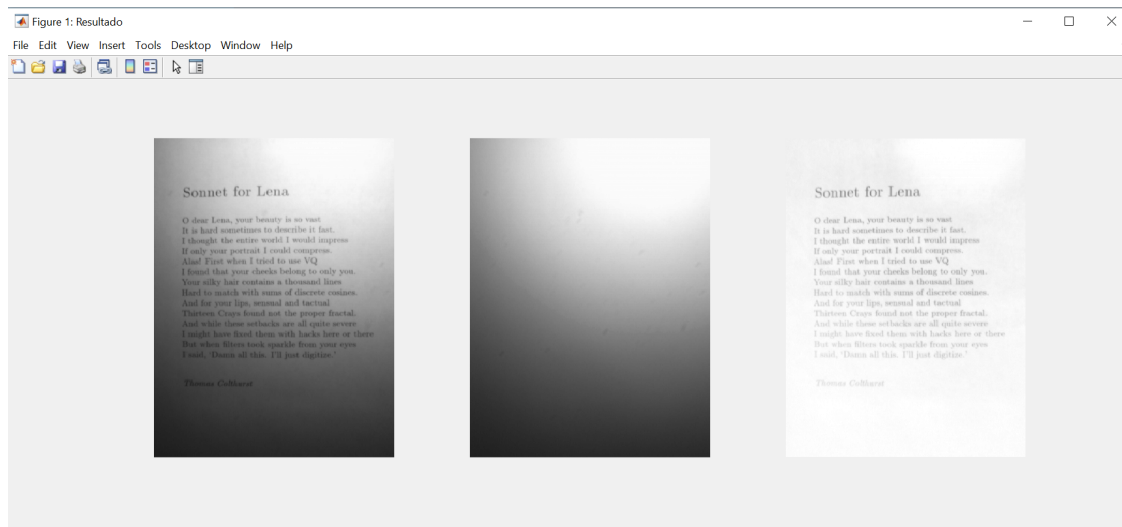 Figure 1: Resultado
File Edit View Insert Tools Desktop Window Help
Sonnet for Lena
O dear Lena, your beauty is so vast
It is hard sometimes to describe it fast.
I thought the entire world I would impress
If only your portrait I could compress.
Alas! First when I tried to use VQ
I found that your cheeks belong to only you.
Your silky hair contains a thousand lines
Hard to match with sums of discrete cosines.
And for your lips, sensual and tactual
Thirteen Crays found not the proper fractal.
And while these setbacks are all quite severe
I might have fixed them with hacks here or there
But when filters took sparkle from your eyes
I said, 'Damn all this. I'll just digitize.'
Thomas Colthurst
Sonnet for Lena
O dear Lena, your beauty is so vast
It is hard sometimes to describe it fast.
I thought the entire world I would impress
If only your portrait I could compress.
Alas! First when I tried to use VQ
I found that your cheeks belong to only you.
Your silky hair contains a thousand lines
Hard to match with sums of discrete cosines.
And for your lips, sensual and tactual
Thirteen Crays found not the proper fractal.
And while these setbacks are all quite severe
I might have fixed them with hacks here or there
But when filters took sparkle from your eyes
I said, 'Damn all this. I'll just digitize.'
Thomas Colthurst